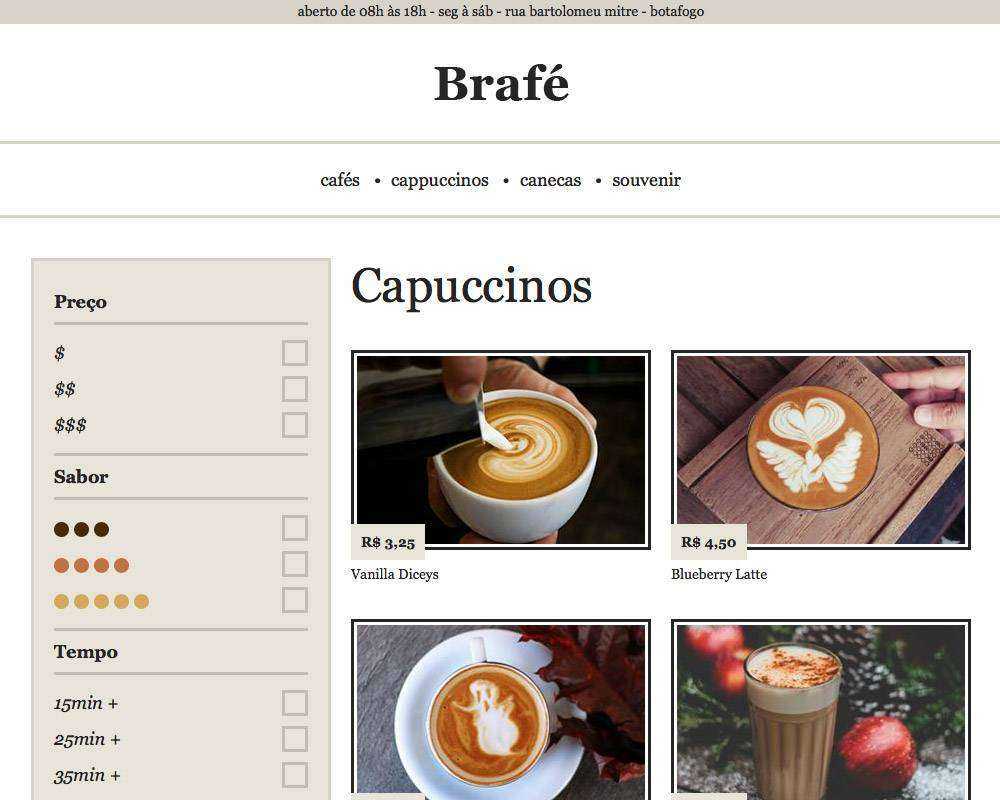 aberto de 08h às 18h - seg à sáb - rua bartolomeu mitre - botafogo
Brafé
cafés • cappuccinos • canecas • souvenir
Preço
$
$$
$$$
Sabor
Tempo
15min +
25min +
35min +
Capuccinos
R$ 3,25
Vanilla Diceys
R$ 4,50
Blueberry Latte